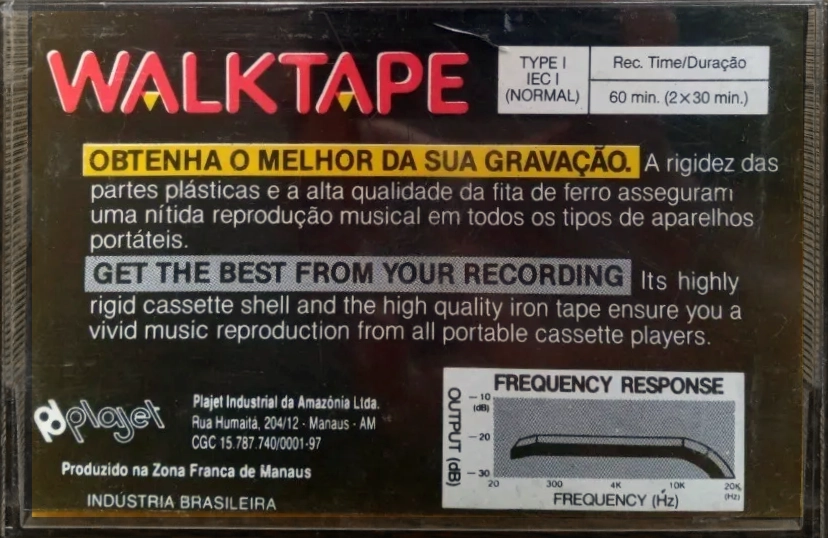 WALKTAPE
TYPE I
IEC I
(NORMAL)
Rec. Time/Duração
60 min. (2×30 min.)
OBTENHA O MELHOR DA SUA GRAVAÇÃO. A rigidez das
partes plásticas e a alta qualidade da fita de ferro asseguram
uma nítida reprodução musical em todos os tipos de aparelhos
portáteis.
GET THE BEST FROM YOUR RECORDING Its highly
rigid cassette shell and the high quality iron tape ensure you a
vivid music reproduction from all portable cassette players.
plajet
Plajet Industrial da Amazônia Ltda.
Rua Humaitá, 204/12 - Manaus - AM
CGC 15.787.740/0001-97
Produzido na Zona Franca de Manaus
INDÚSTRIA BRASILEIRA
FREQUENCY RESPONSE
OUTPUT (dB)
-10
(dB)
-20
-30
20 300 4K 10K 20K
(Hz)
FREQUENCY (Hz)